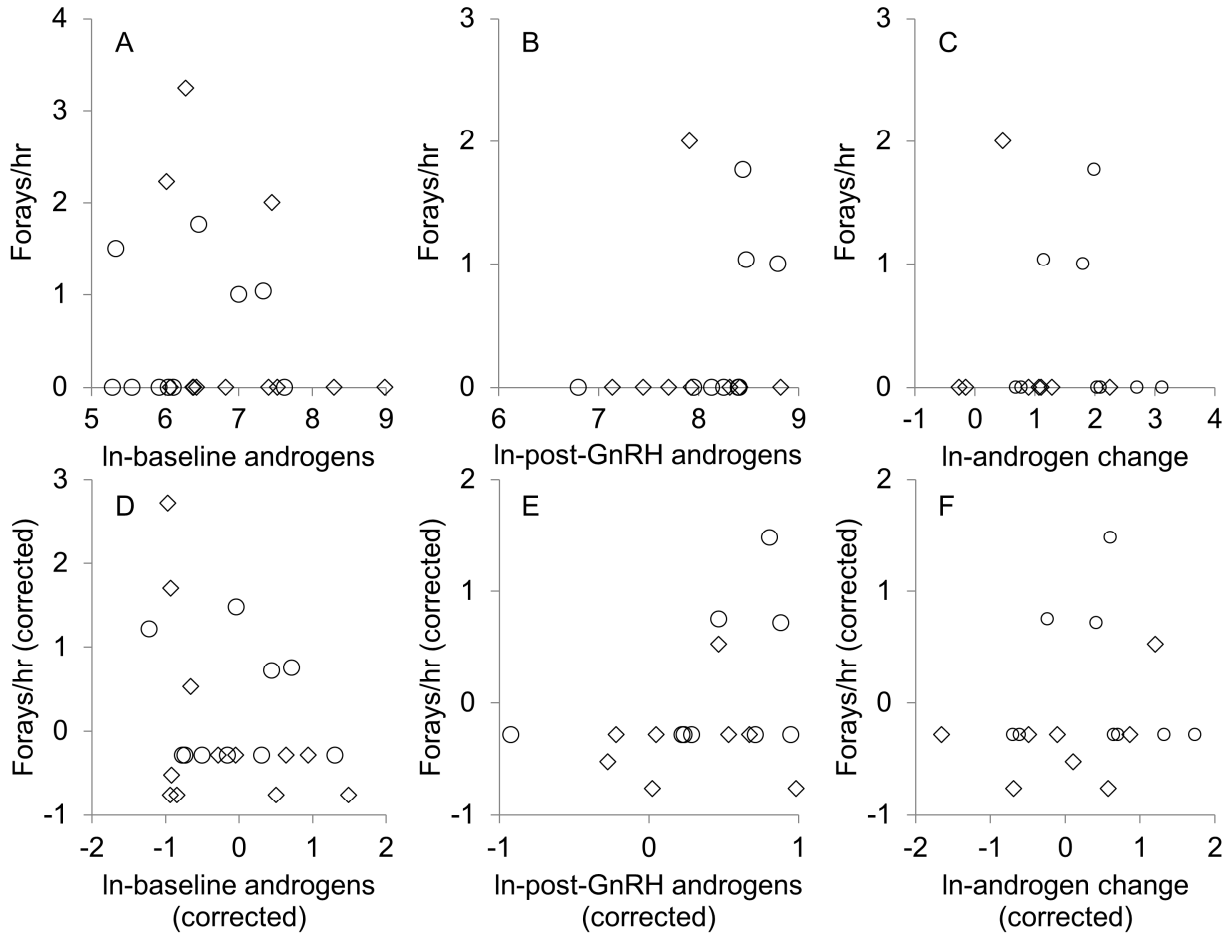 A
4
3
2
1
0
Forays/hr
5 6 7 8 9
ln-baseline androgens
B
3
2
1
0
Forays/hr
6 7 8 9
ln-post-GnRH androgens
C
3
2
1
0
Forays/hr
-1 0 1 2 3 4
ln-androgen change
D
3
2
1
0
-1
Forays/hr (corrected)
-2 -1 0 1 2
ln-baseline androgens
(corrected)
E
2
1
0
-1
Forays/hr (corrected)
-1 0 1
ln-post-GnRH androgens
(corrected)
F
2
1
0
-1
Forays/hr (corrected)
-2 -1 0 1 2
ln-androgen change
(corrected)